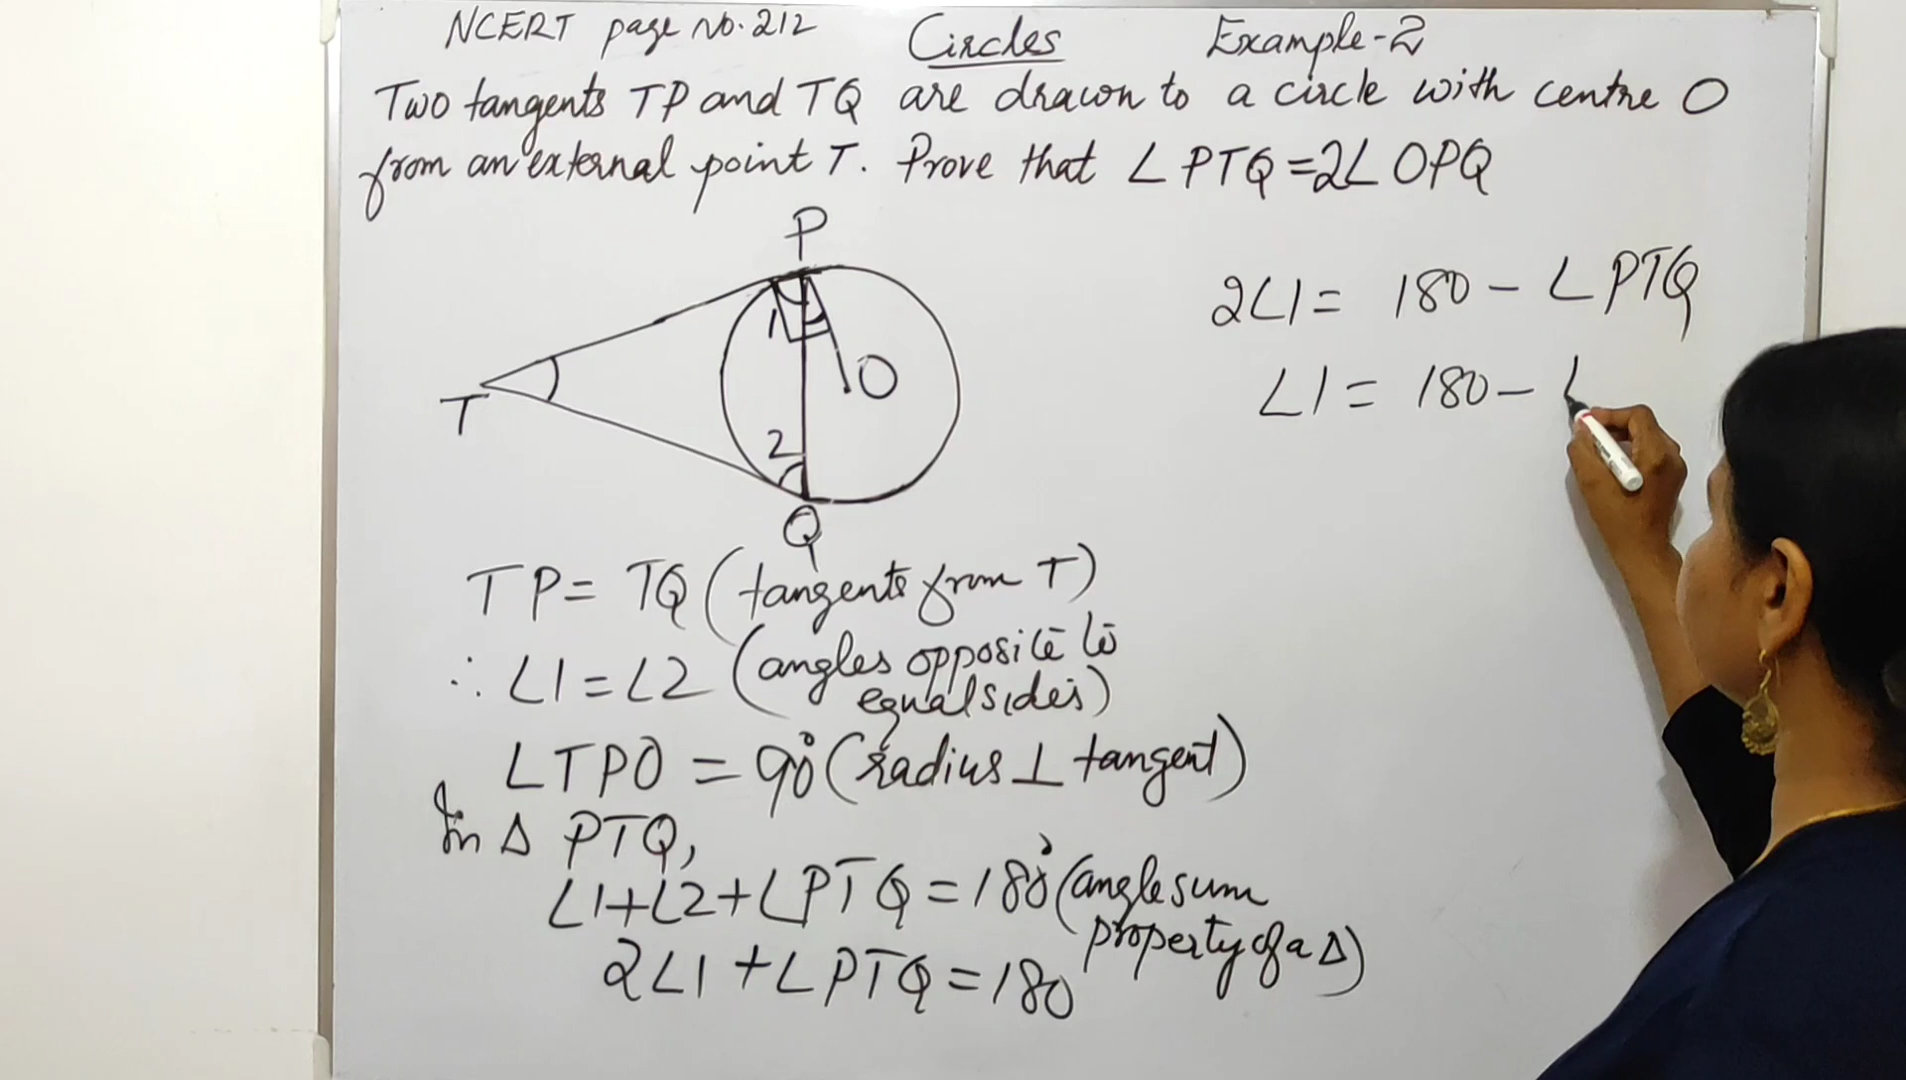 NCERT page no. 212 Circles Example-2
Two tangents TP and TQ are drawn to a circle with centre O
from an external point T. Prove that ∠PTQ=2∠OPQ
P
1
O
T
2
Q
2∠1= 180 - ∠PTQ
∠1= 180 - ∠
TP= TQ (tangents from T)
∴ ∠1=∠2 (angles opposite to
equal sides)
∠TPO = 90° (radius ⊥ tangent)
In Δ PTQ,
∠1+∠2+∠PTQ=180° (angle sum
property of a Δ)
2∠1+∠PTQ=180